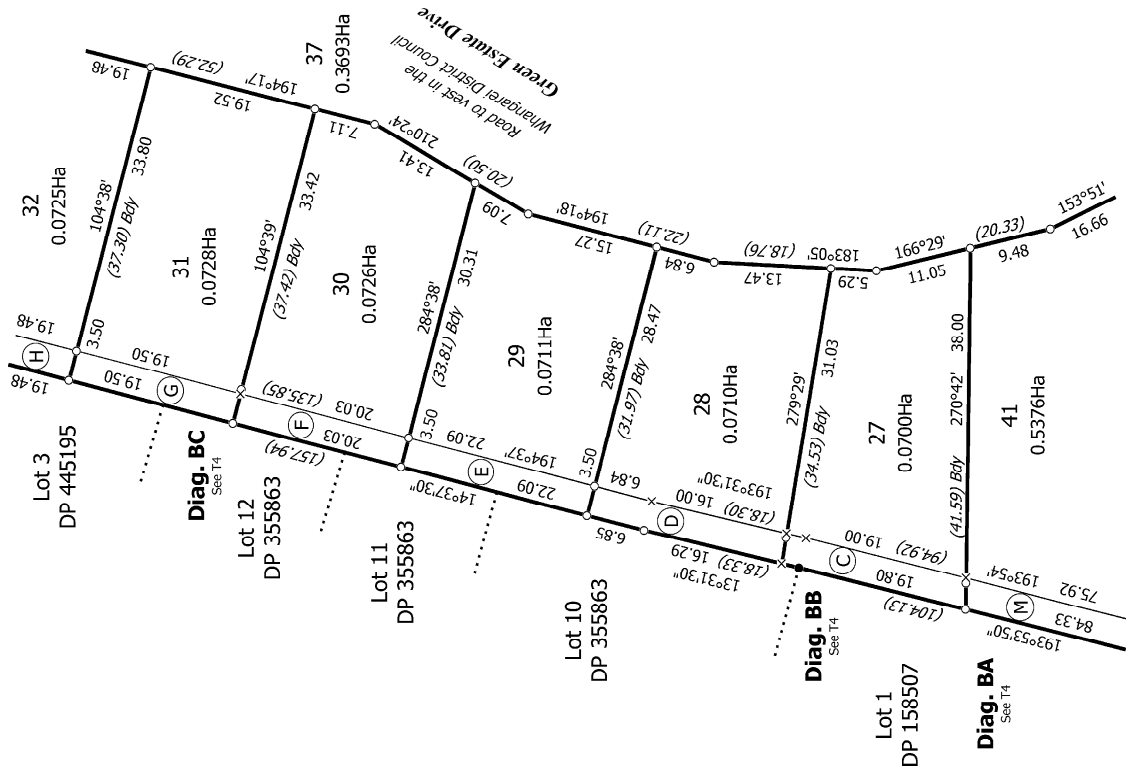 32
0.0725Ha
31
0.0728Ha
30
0.0726Ha
29
0.0711Ha
28
0.0710Ha
27
0.0700Ha
41
0.5376Ha
37
0.3693Ha
Road to vest in the
Whangarei District Council
Green Estate Drive
19.48
(52.29)
19.52
194°17'
7.11
210°24'
13.41
(20.50)
7.09
194°18'
15.27
(22.11)
6.84
(18.76)
13.47
183°05'
5.29
166°29'
11.05
(20.33)
9.48
153°51'
16.66
104°38'
33.80
(37.30) Bdy
3.50
104°39'
33.42
(37.42) Bdy
284°38'
30.31
(33.81) Bdy
3.50
284°38'
28.47
(31.97) Bdy
3.50
279°29'
31.03
(34.53) Bdy
270°42'
38.00
(41.59) Bdy
19.48
H
19.48
19.50
G
19.50
(135.85)
F
20.03
20.03
(157.94)
22.09
194°37'
E
22.09
14°37'30"
6.84
6.85
193°31'30"
16.00
(18.30)
D
16.29
(18.33)
13°31'30"
19.00
(94.92)
C
19.80
(104.13)
193°54'
75.92
M
84.33
193°53'50"
Lot 3
DP 445195
Diag. BC
See T4
Lot 12
DP 355863
Lot 11
DP 355863
Lot 10
DP 355863
Diag. BB
See T4
Lot 1
DP 158507
Diag. BA
See T4